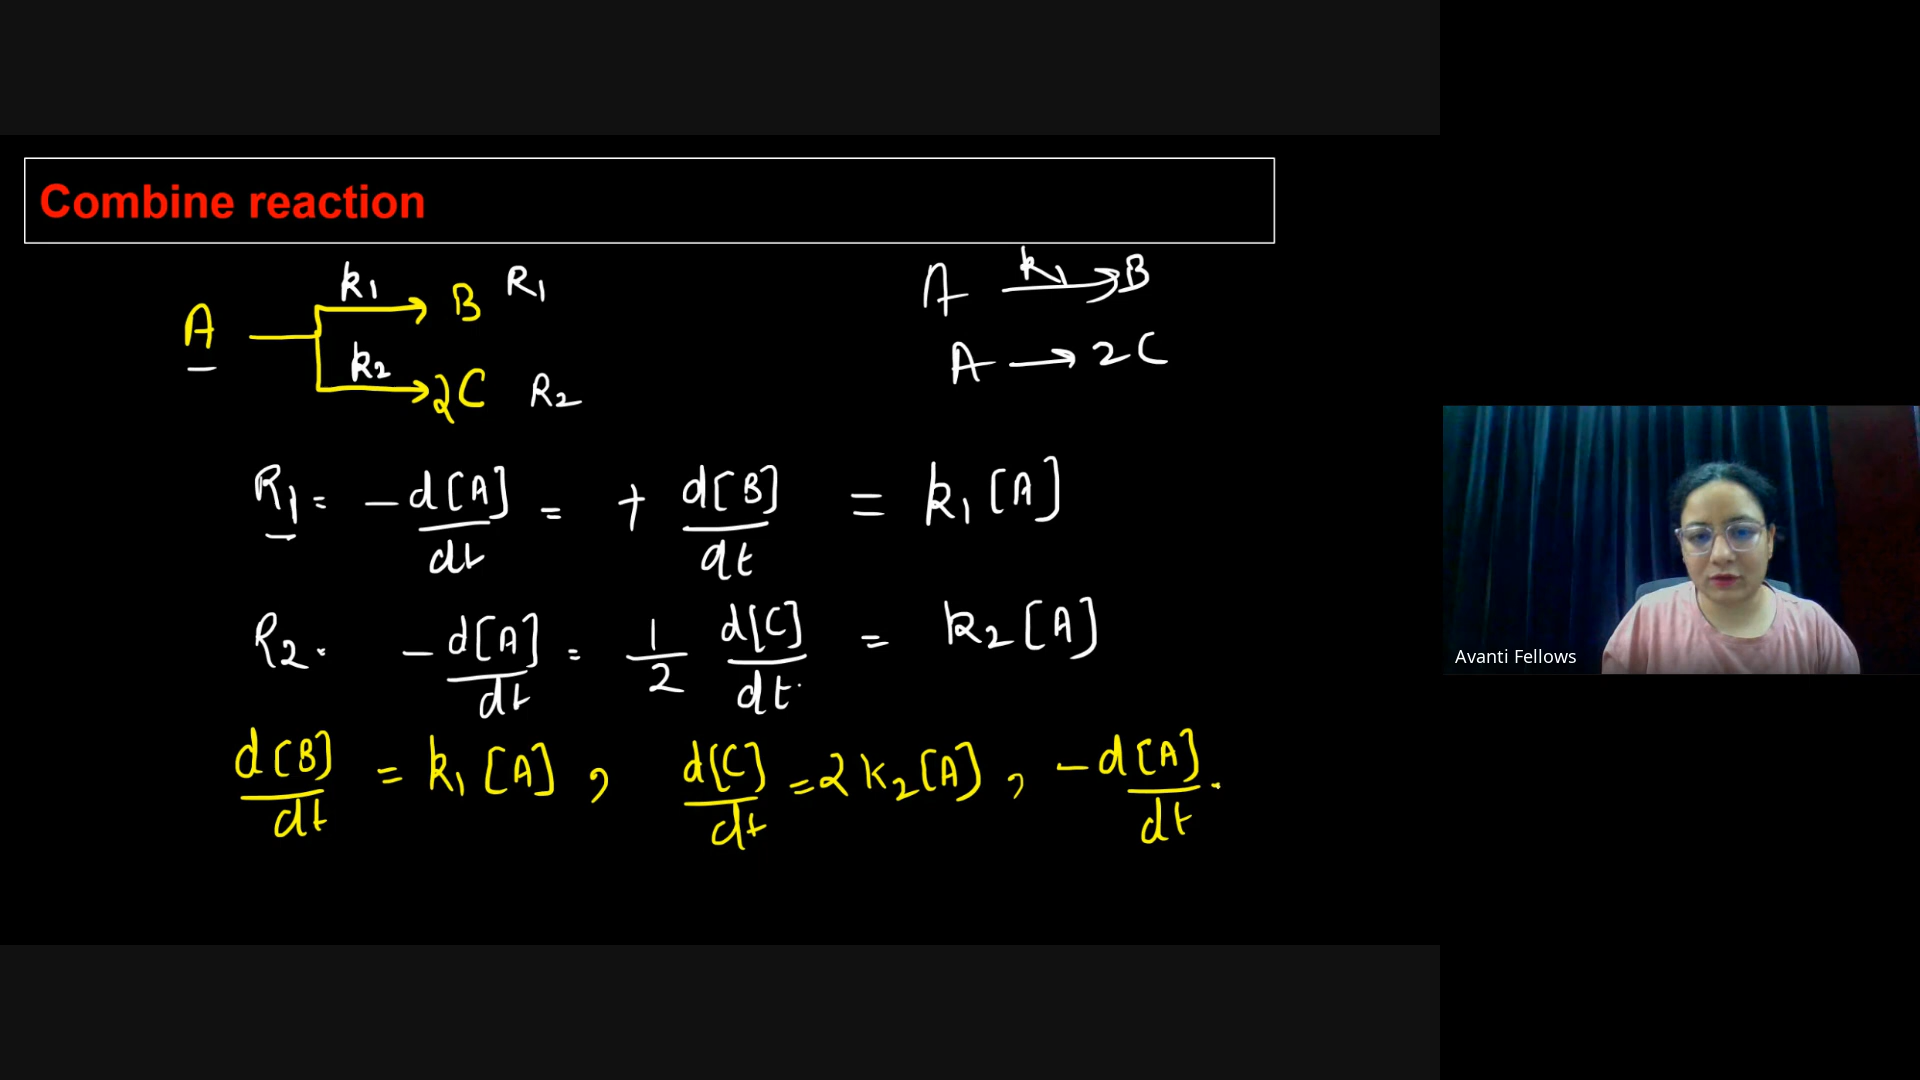 Combine reaction
A
k1 B R1
k2 2C R2
A k1 → B
A → 2C
R1 = - d[A]/dt = + d[B]/dt = k1[A]
R2. - d[A]/dt = 1/2 d[C]/dt = k2[A]
d[B]/dt = k1[A], d[C]/dt = 2k2[A], - d[A]/dt .
Avanti Fellows